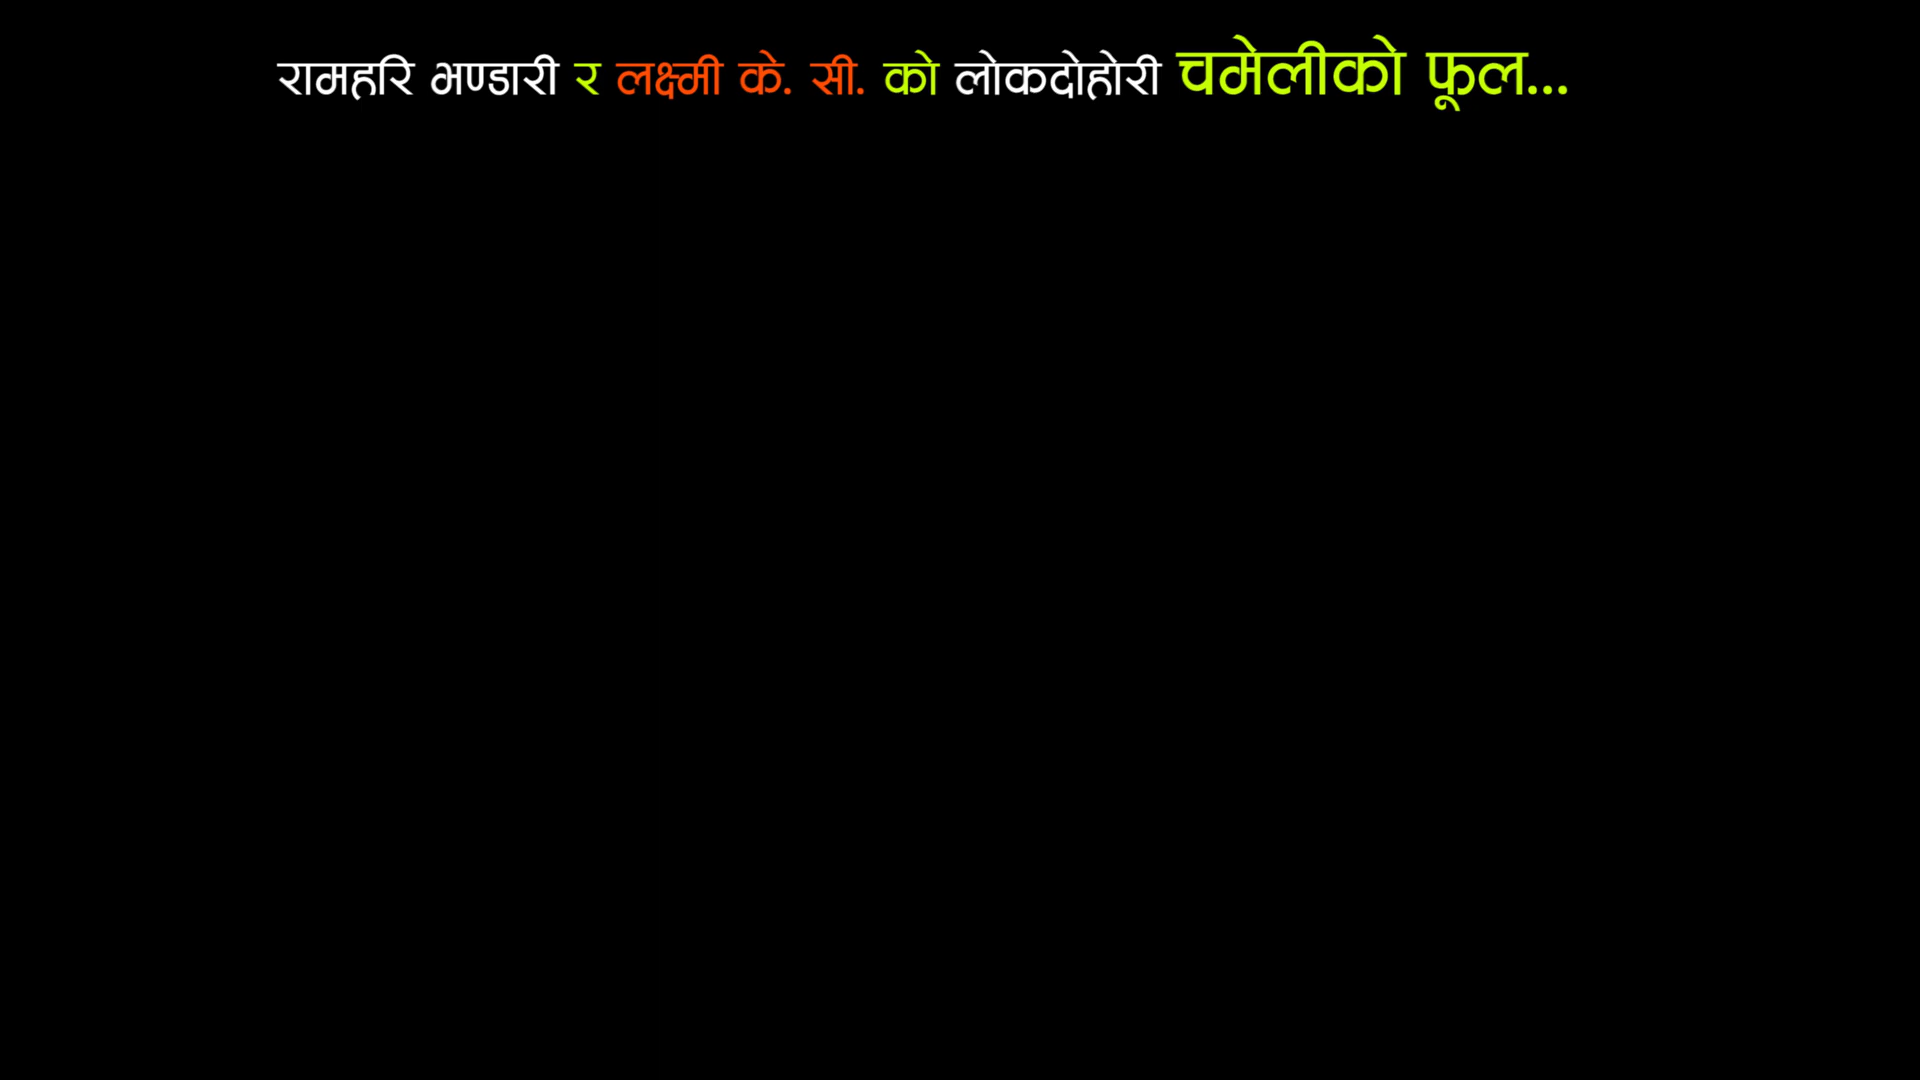 रामहरि भण्डारी र लक्ष्मी के. सी. को लोकदोहोरी चमेलीको फूल...